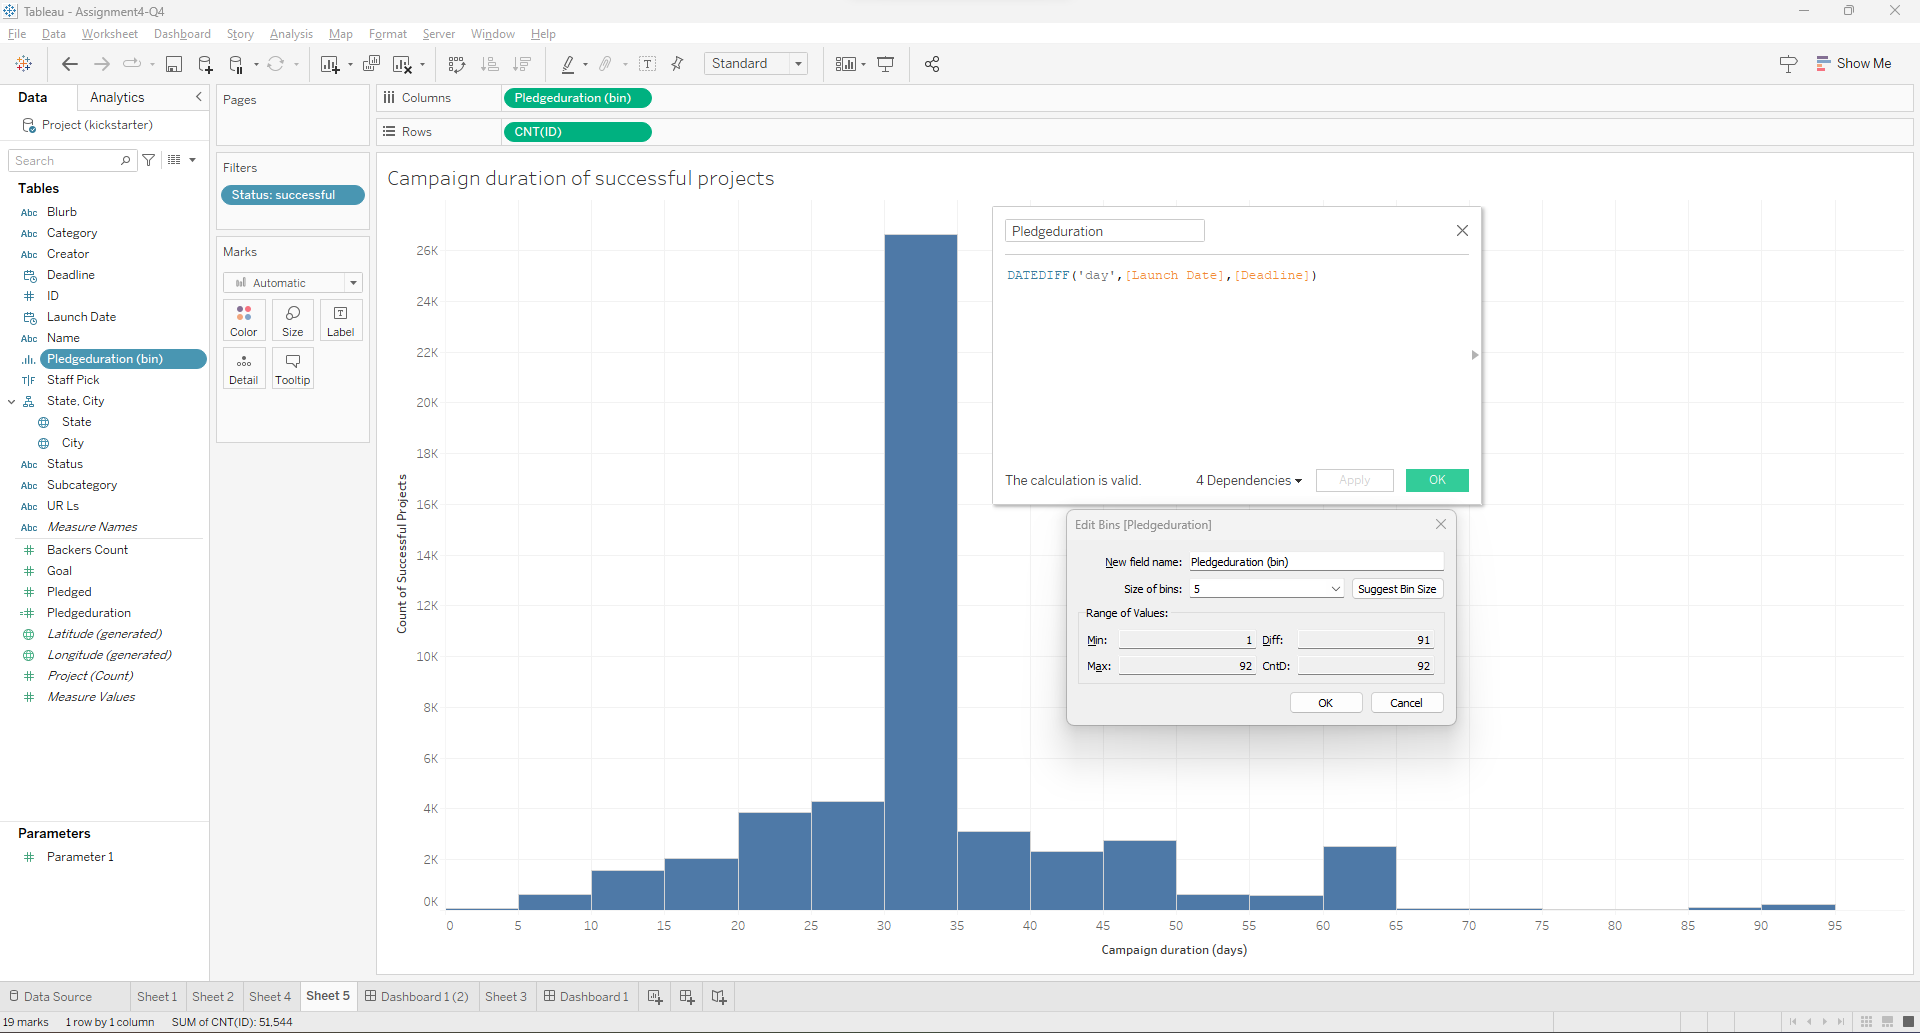 Tableau - Assignment4-Q4
File Data Worksheet Dashboard Story Analysis Map Format Server Window Help
Standard
Show Me
Data Analytics
Project (kickstarter)
Search
Tables
Abc Blurb
Abc Category
Abc Creator
Deadline
# ID
Launch Date
Abc Name
Pledgeduration (bin)
T|F Staff Pick
State, City
State
City
Abc Status
Abc Subcategory
Abc UR Ls
Abc Measure Names
# Backers Count
# Goal
# Pledged
=# Pledgeduration
Latitude (generated)
Longitude (generated)
# Project (Count)
# Measure Values
Parameters
# Parameter 1
Pages
Filters
Status: successful
Marks
Automatic
Color Size Label
Detail Tooltip
Columns Pledgeduration (bin)
Rows CNT(ID)
Campaign duration of successful projects
Count of Successful Projects
26K
24K
22K
20K
18K
16K
14K
12K
10K
8K
6K
4K
2K
0K
0 5 10 15 20 25 30 35 40 45 50 55 60 65 70 75 80 85 90 95
Campaign duration (days)
Pledgeduration
DATEDIFF('day',[Launch Date],[Deadline])
The calculation is valid. 4 Dependencies Apply OK
Edit Bins [Pledgeduration]
New field name: Pledgeduration (bin)
Size of bins: 5 Suggest Bin Size
Range of Values:
Min: 1 Diff: 91
Max: 92 CntD: 92
OK Cancel
Data Source Sheet 1 Sheet 2 Sheet 4 Sheet 5 Dashboard 1 (2) Sheet 3 Dashboard 1
19 marks 1 row by 1 column SUM of CNT(ID): 51,544